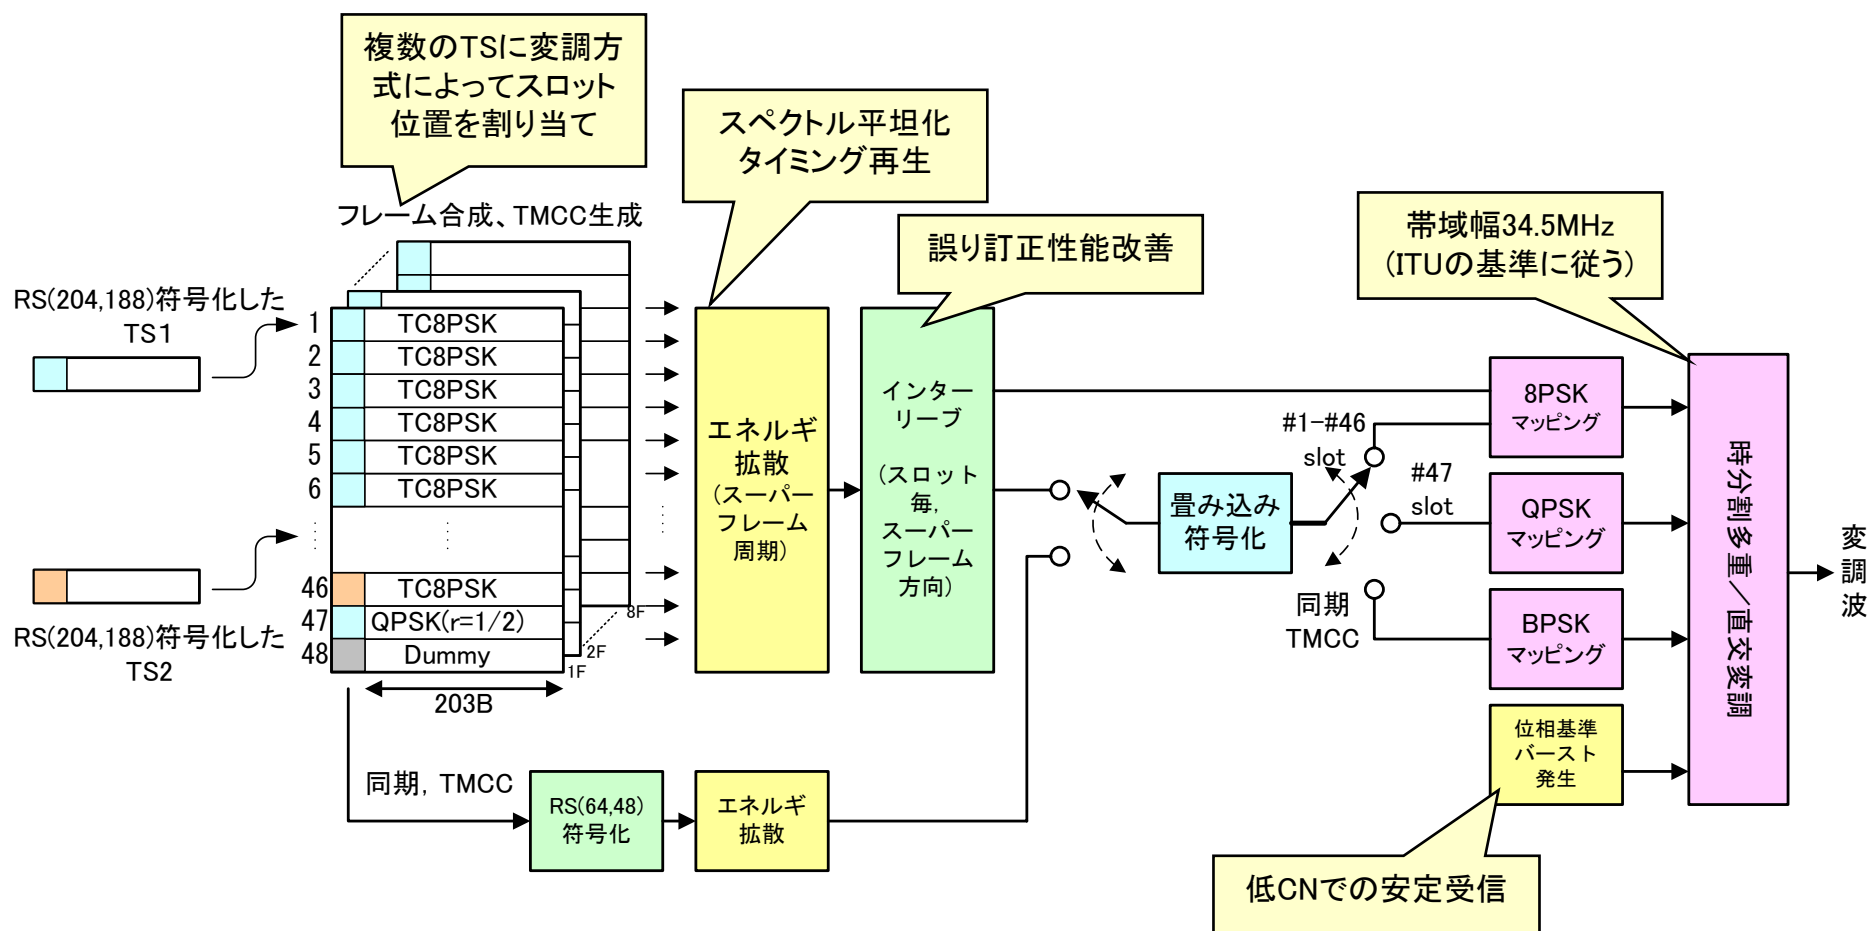 複数のTSに変調方
式によってスロット
位置を割り当て
スペクトル平坦化
タイミング再生
誤り訂正性能改善
帯域幅34.5MHz
(ITUの基準に従う)
フレーム合成、TMCC生成
RS(204,188)符号化した
TS1
1 TC8PSK
2 TC8PSK
3 TC8PSK
4 TC8PSK
5 TC8PSK
6 TC8PSK
46 TC8PSK
47 QPSK(r=1/2)
48 Dummy
RS(204,188)符号化した
TS2
8F
2F
1F
203B
エネルギ
拡散
(スーパー
フレーム
周期)
インター
リーブ
(スロット
毎,
スーパー
フレーム
方向)
同期, TMCC
RS(64,48)
符号化
エネルギ
拡散
畳み込み
符号化
#1-#46
slot
#47
slot
同期
TMCC
8PSK
マッピング
QPSK
マッピング
BPSK
マッピング
位相基準
バースト
発生
時分割多重／直交変調
変
調
波
低CNでの安定受信